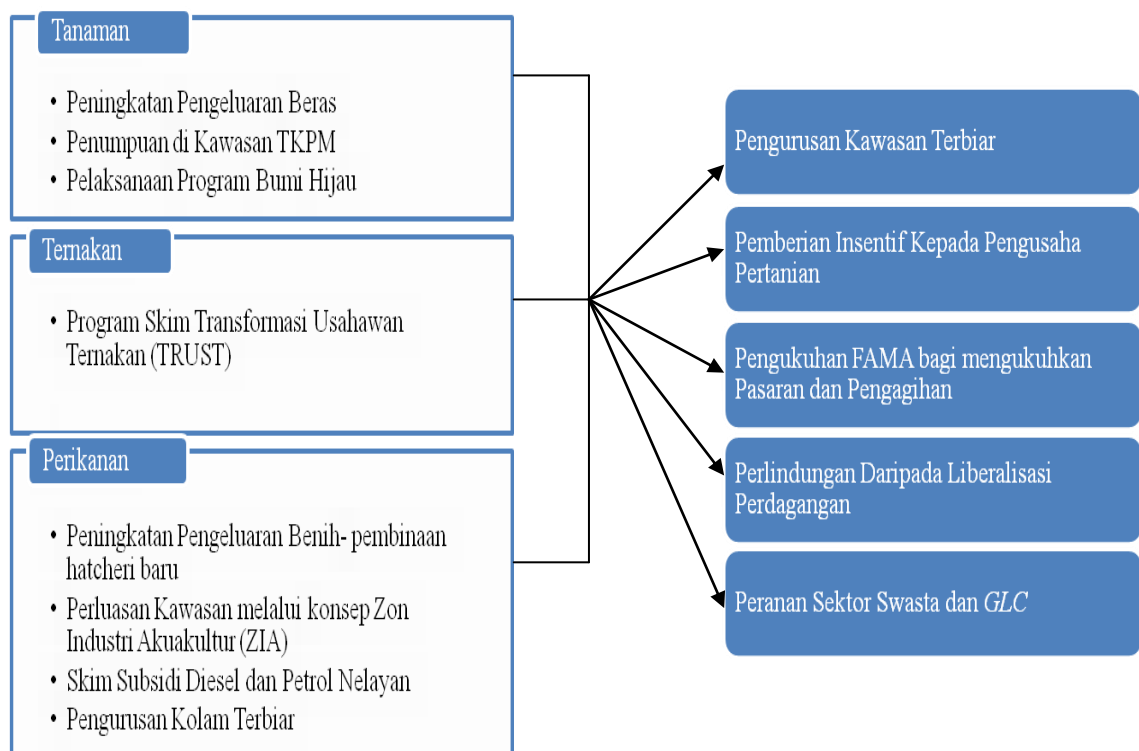 Tanaman
• Peningkatan Pengeluaran Beras
• Penumpuan di Kawasan TKPM
• Pelaksanaan Program Bumi Hijau
Ternakan
• Program Skim Transformasi Usahawan
Ternakan (TRUST)
Perikanan
• Peningkatan Pengeluaran Benih- pembinaan
hatcheri baru
• Perluasan Kawasan melalui konsep Zon
Industri Akuakultur (ZIA)
• Skim Subsidi Diesel dan Petrol Nelayan
• Pengurusan Kolam Terbiar
Pengurusan Kawasan Terbiar
Pemberian Insentif Kepada Pengusaha
Pertanian
Pengukuhan FAMA bagi mengukuhkan
Pasaran dan Pengagihan
Perlindungan Daripada Liberalisasi
Perdagangan
Peranan Sektor Swasta dan GLC